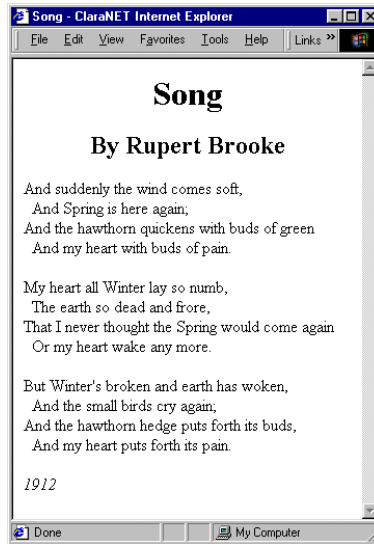 Song - ClaraNET Internet Explorer
File Edit View Favorites Tools Help Links »
Song
By Rupert Brooke
And suddenly the wind comes soft,
And Spring is here again;
And the hawthorn quickens with buds of green
And my heart with buds of pain.
My heart all Winter lay so numb,
The earth so dead and frore,
That I never thought the Spring would come again
Or my heart wake any more.
But Winter's broken and earth has woken,
And the small birds cry again;
And the hawthorn hedge puts forth its buds,
And my heart puts forth its pain.
1912
Done My Computer